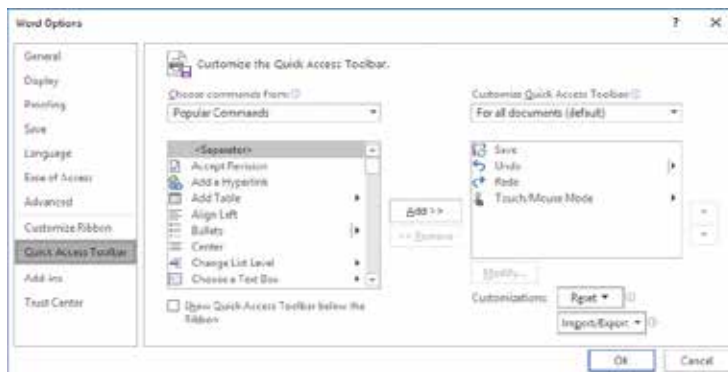 Word Options
? ×
General
Display
Proofing
Save
Language
Ease of Access
Advanced
Customize Ribbon
Quick Access Toolbar
Add-ins
Trust Center
Customize the Quick Access Toolbar.
Choose commands from:
Popular Commands
<Separator>
Accept Revision
Add a Hyperlink
Add Table
Align Left
Bullets
Center
Change List Level
Choose a Text Box
Show Quick Access Toolbar below the
Ribbon
Add >>
<< Remove
Customize Quick Access Toolbar:
For all documents (default)
Save
Undo
Redo
Touch/Mouse Mode
Modify...
Customizations:
Reset
Import/Export
OK
Cancel